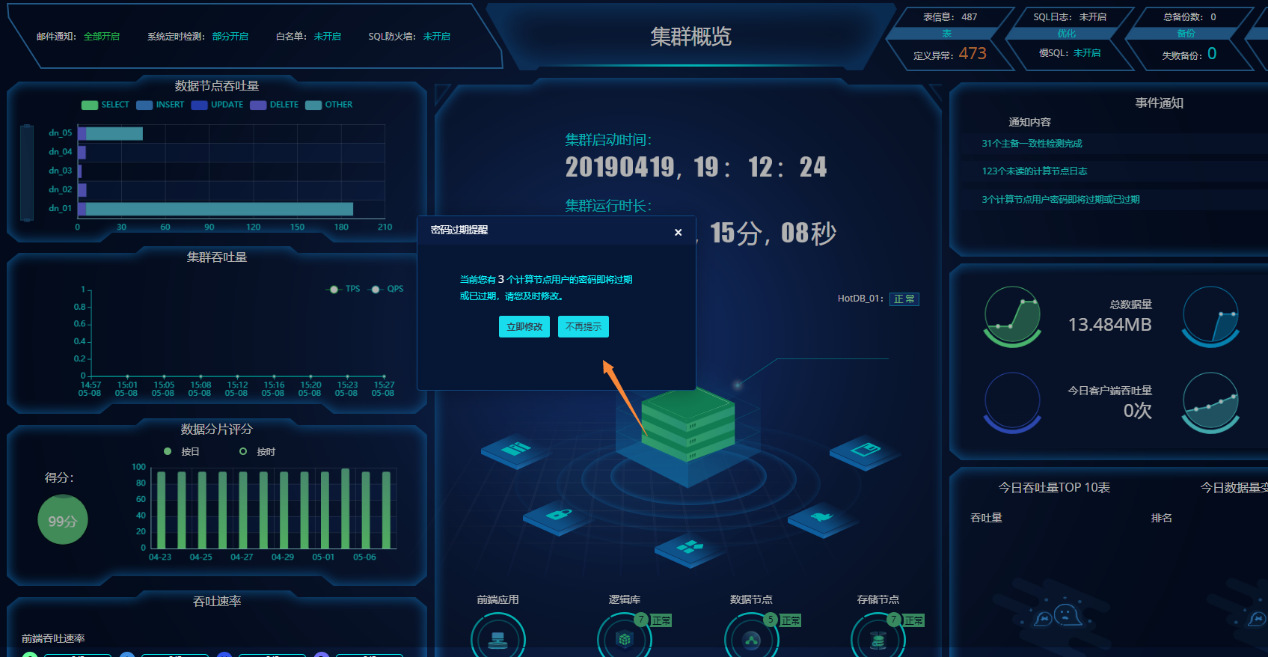 邮件通知： 全部开启 系统定时检测： 部分开启 白名单： 未开启 SQL防火墙： 未开启
集群概览
表信息： 487
表
定义异常： 473
SQL日志： 未开启
优化
慢SQL： 未开启
总备份数： 0
备份
失败备份： 0
数据节点吞吐量
SELECT INSERT UPDATE DELETE OTHER
dn_05
dn_04
dn_03
dn_02
dn_01
0 30 60 90 120 150 180 210
集群吞吐量
TPS QPS
1
0.8
0.6
0.4
0.2
0
14:57 15:01 15:05 15:08 15:12 15:16 15:20 15:23 15:27
05-08 05-08 05-08 05-08 05-08 05-08 05-08 05-08 05-08
数据分片评分
按日 按时
得分：
99分
100
80
60
40
20
0
04-23 04-25 04-27 04-29 05-01 05-06
吞吐速率
前端吞吐速率
集群启动时间：
20190419, 19： 12： 24
集群运行时长：
, 15分, 08秒
密码过期提醒 ×
当前您有 3 个计算节点用户的密码即将过期
或已过期，请您及时修改。
立即修改 不再提示
HotDB_01： 正常
前端应用 逻辑库 数据节点 存储节点
7 正常 5 正常 7 正常
事件通知
通知内容
31个主备一致性检测完成
123个未读的计算节点日志
3个计算节点用户密码即将过期或已过期
总数据量
13.484MB
今日客户端吞吐量
0次
今日吞吐量TOP 10表 今日数据量变
吞吐量 排名